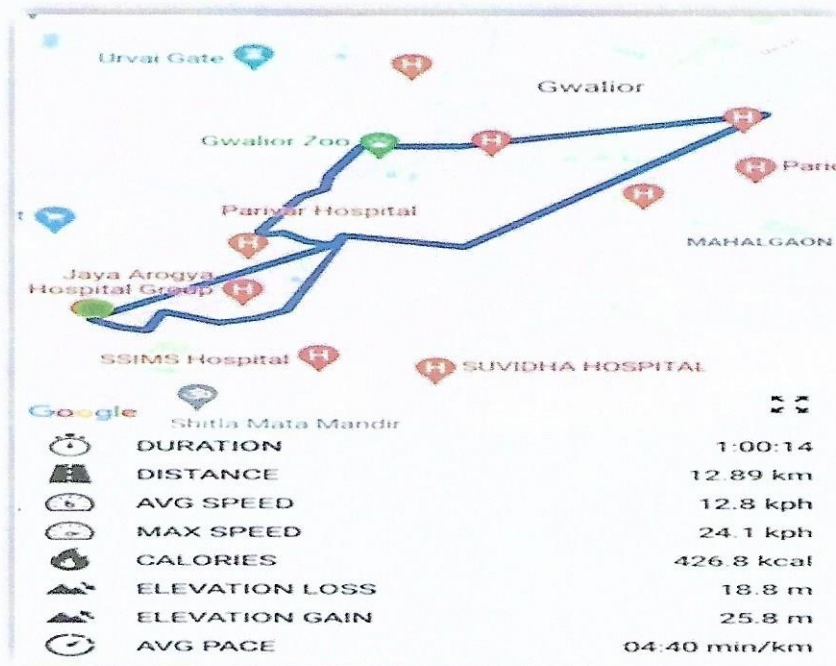 Urvai Gate
Gwalior
Gwalior Zoo
Paric
Parivar Hospital
t
MAHALGAON
Jaya Arogya
Hospital Group
SSIMS Hospital
SUVIDHA HOSPITAL
Google
Shitla Mata Mandir
DURATION 1:00:14
DISTANCE 12.89 km
AVG SPEED 12.8 kph
MAX SPEED 24.1 kph
CALORIES 426.8 kcal
ELEVATION LOSS 18.8 m
ELEVATION GAIN 25.8 m
AVG PACE 04:40 min/km